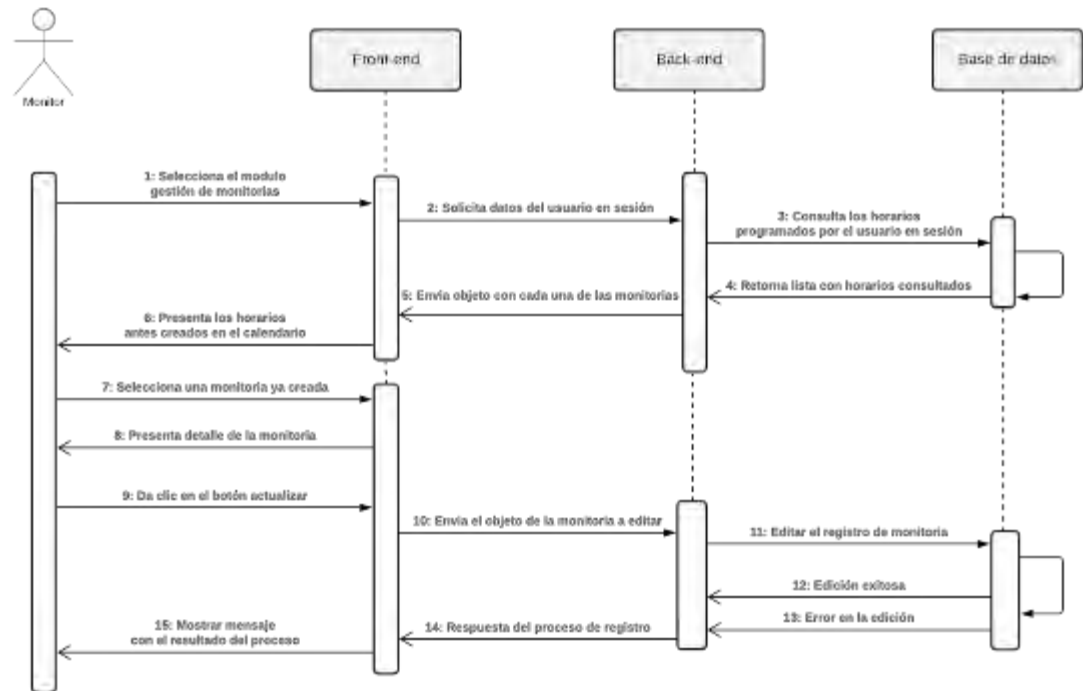 Monitor
Front-end
Back-end
Base de datos
1: Selecciona el modulo
gestión de monitorias
2: Solicita datos del usuario en sesión
3: Consulta los horarios
programados por el usuario en sesión
4: Retorna lista con horarios consultados
5: Envia objeto con cada una de las monitorias
6: Presenta los horarios
antes creados en el calendario
7: Selecciona una monitoria ya creada
8: Presenta detalle de la monitoria
9: Da clic en el botón actualizar
10: Envia el objeto de la monitoria a editar
11: Editar el registro de monitoria
12: Edición exitosa
13: Error en la edición
14: Respuesta del proceso de registro
15: Mostrar mensaje
con el resultado del proceso